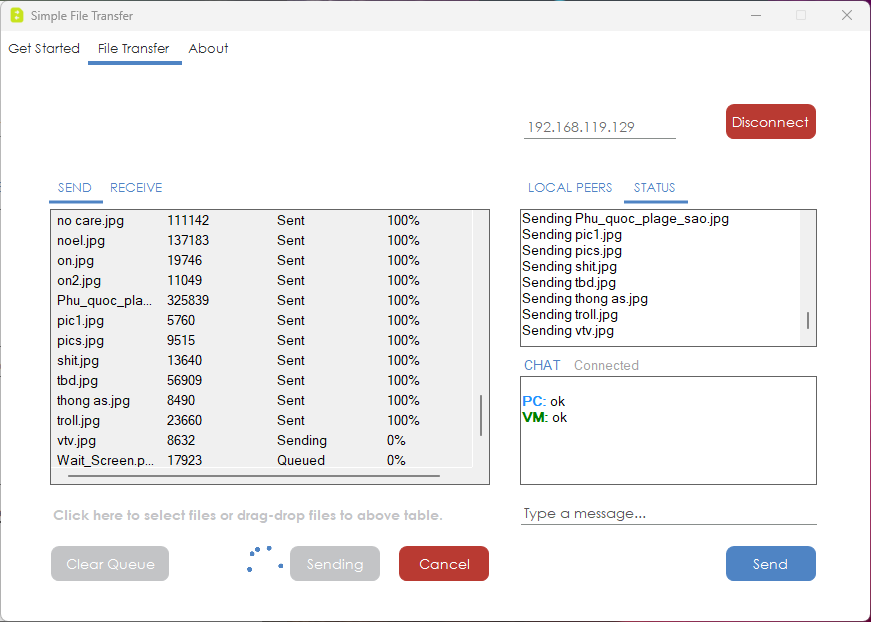 Simple File Transfer
Get Started File Transfer About
192.168.119.129 Disconnect
SEND RECEIVE
no care.jpg 111142 Sent 100%
noel.jpg 137183 Sent 100%
on.jpg 19746 Sent 100%
on2.jpg 11049 Sent 100%
Phu_quoc_pla... 325839 Sent 100%
pic1.jpg 5760 Sent 100%
pics.jpg 9515 Sent 100%
shit.jpg 13640 Sent 100%
tbd.jpg 56909 Sent 100%
thong as.jpg 8490 Sent 100%
troll.jpg 23660 Sent 100%
vtv.jpg 8632 Sending 0%
Wait_Screen.p... 17923 Queued 0%
Click here to select files or drag-drop files to above table.
Clear Queue Sending Cancel
LOCAL PEERS STATUS
Sending Phu_quoc_plage_sao.jpg
Sending pic1.jpg
Sending pics.jpg
Sending shit.jpg
Sending tbd.jpg
Sending thong as.jpg
Sending troll.jpg
Sending vtv.jpg
CHAT Connected
PC: ok
VM: ok
Type a message...
Send